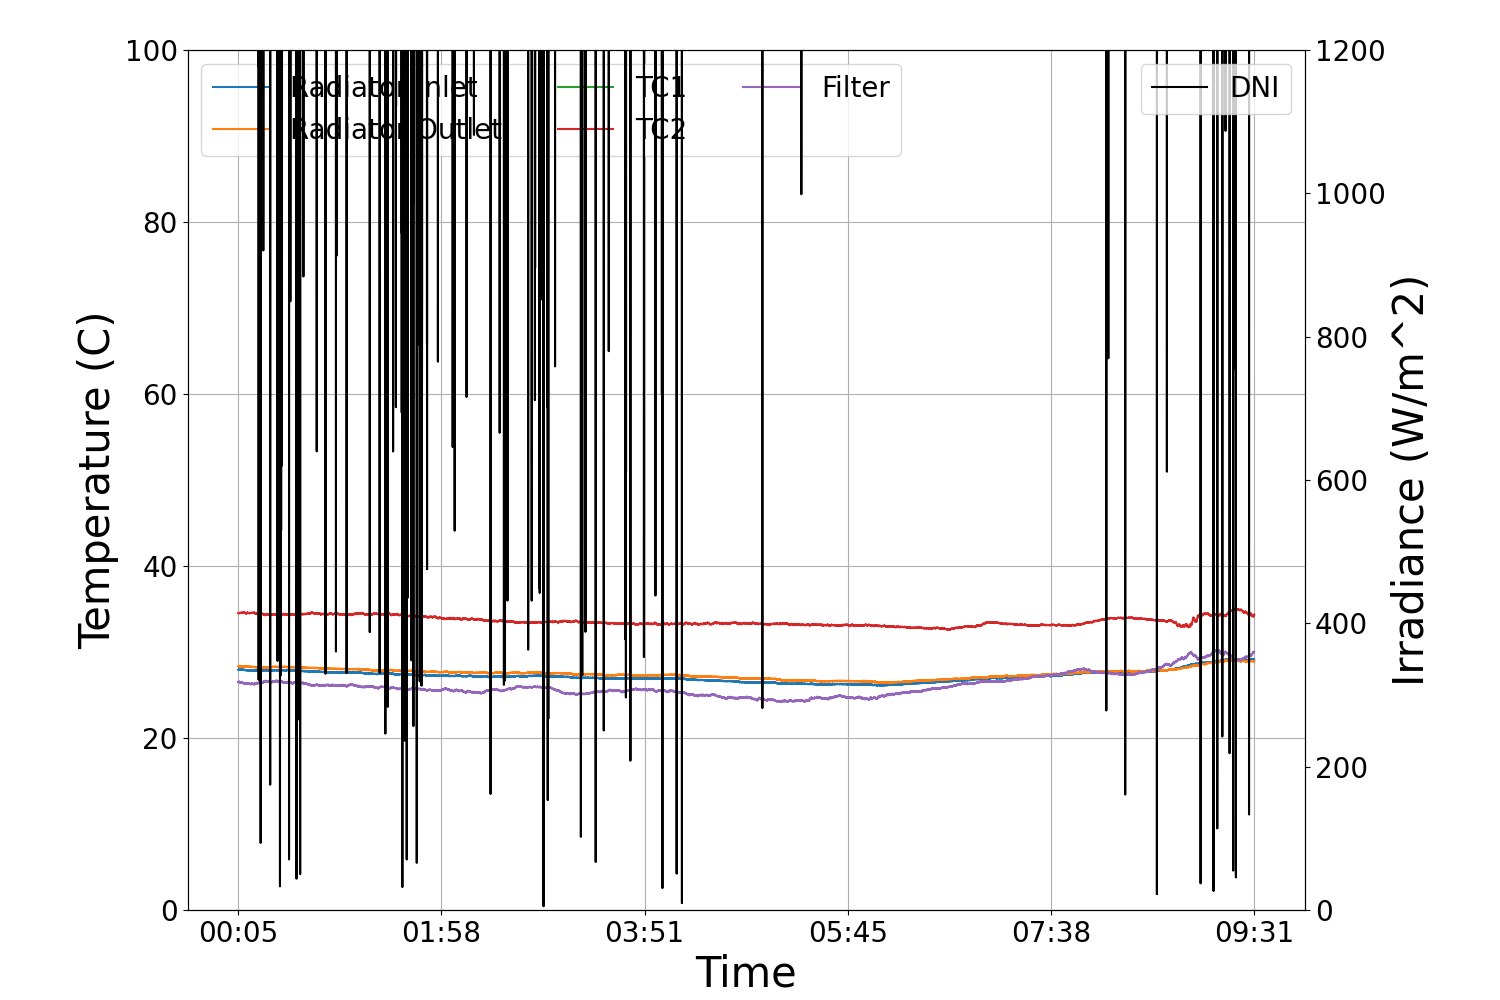 100
80
60
40
20
0
Temperature (C)
Radiator Inlet
Radiator Outlet
TC1
TC2
Filter
DNI
1200
1000
800
600
400
200
0
Irradiance (W/m^2)
00:05
01:58
03:51
05:45
07:38
09:31
Time